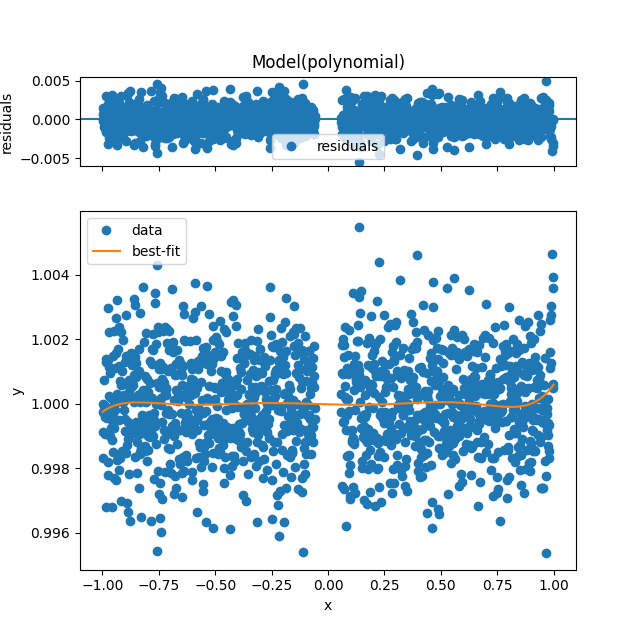 Model(polynomial)
0.005
0.000
−0.005
residuals
residuals
data
best-fit
1.004
1.002
1.000
0.998
0.996
y
−1.00 −0.75 −0.50 −0.25 0.00 0.25 0.50 0.75 1.00
x